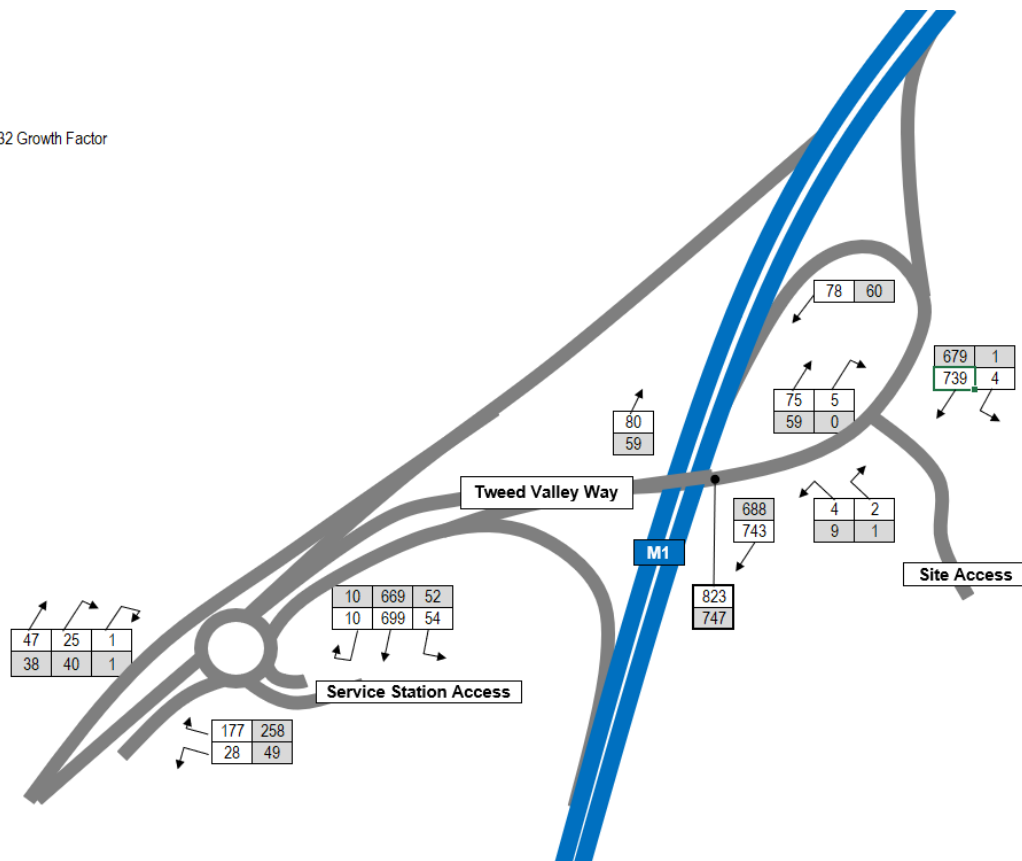 32 Growth Factor
78 60
679 1
739 4
75 5
59 0
80
59
Tweed Valley Way
688
743
4 2
9 1
M1
Site Access
823
747
10 669 52
10 699 54
47 25 1
38 40 1
Service Station Access
177 258
28 49